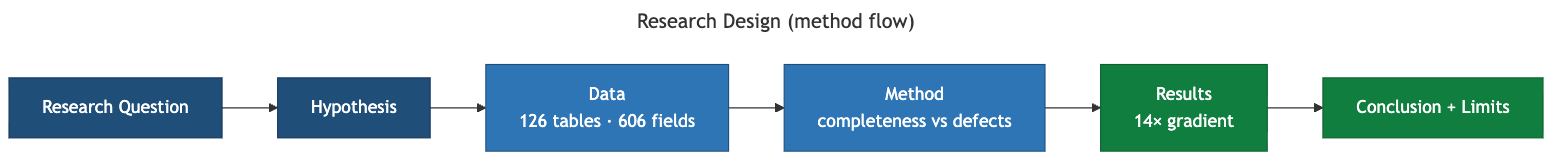 Research Design (method flow)
Research Question
Hypothesis
Data
126 tables · 606 fields
Method
completeness vs defects
Results
14× gradient
Conclusion + Limits